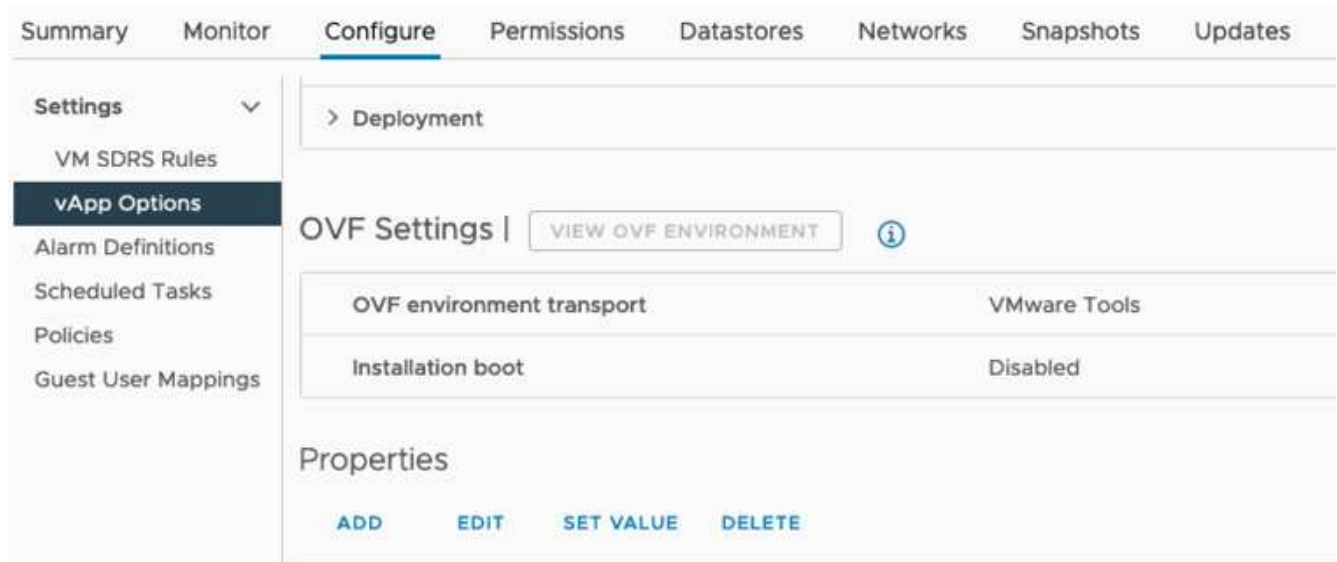 Summary Monitor Configure Permissions Datastores Networks Snapshots Updates
Settings
VM SDRS Rules
vApp Options
Alarm Definitions
Scheduled Tasks
Policies
Guest User Mappings
> Deployment
OVF Settings | VIEW OVF ENVIRONMENT
OVF environment transport VMware Tools
Installation boot Disabled
Properties
ADD EDIT SET VALUE DELETE